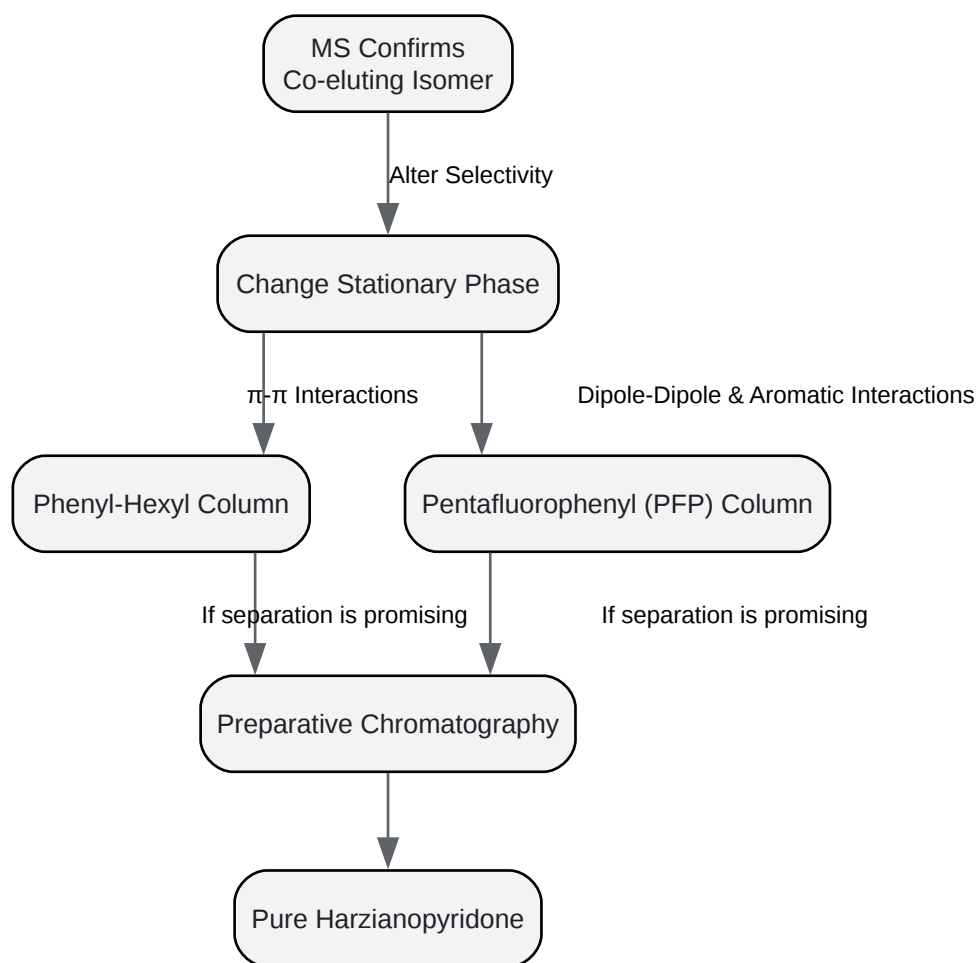 MS Confirms
Co-eluting Isomer
Alter Selectivity
Change Stationary Phase
π-π Interactions
Dipole-Dipole & Aromatic Interactions
Phenyl-Hexyl Column
Pentafluorophenyl (PFP) Column
If separation is promising
If separation is promising
Preparative Chromatography
Pure Harzianopyridone